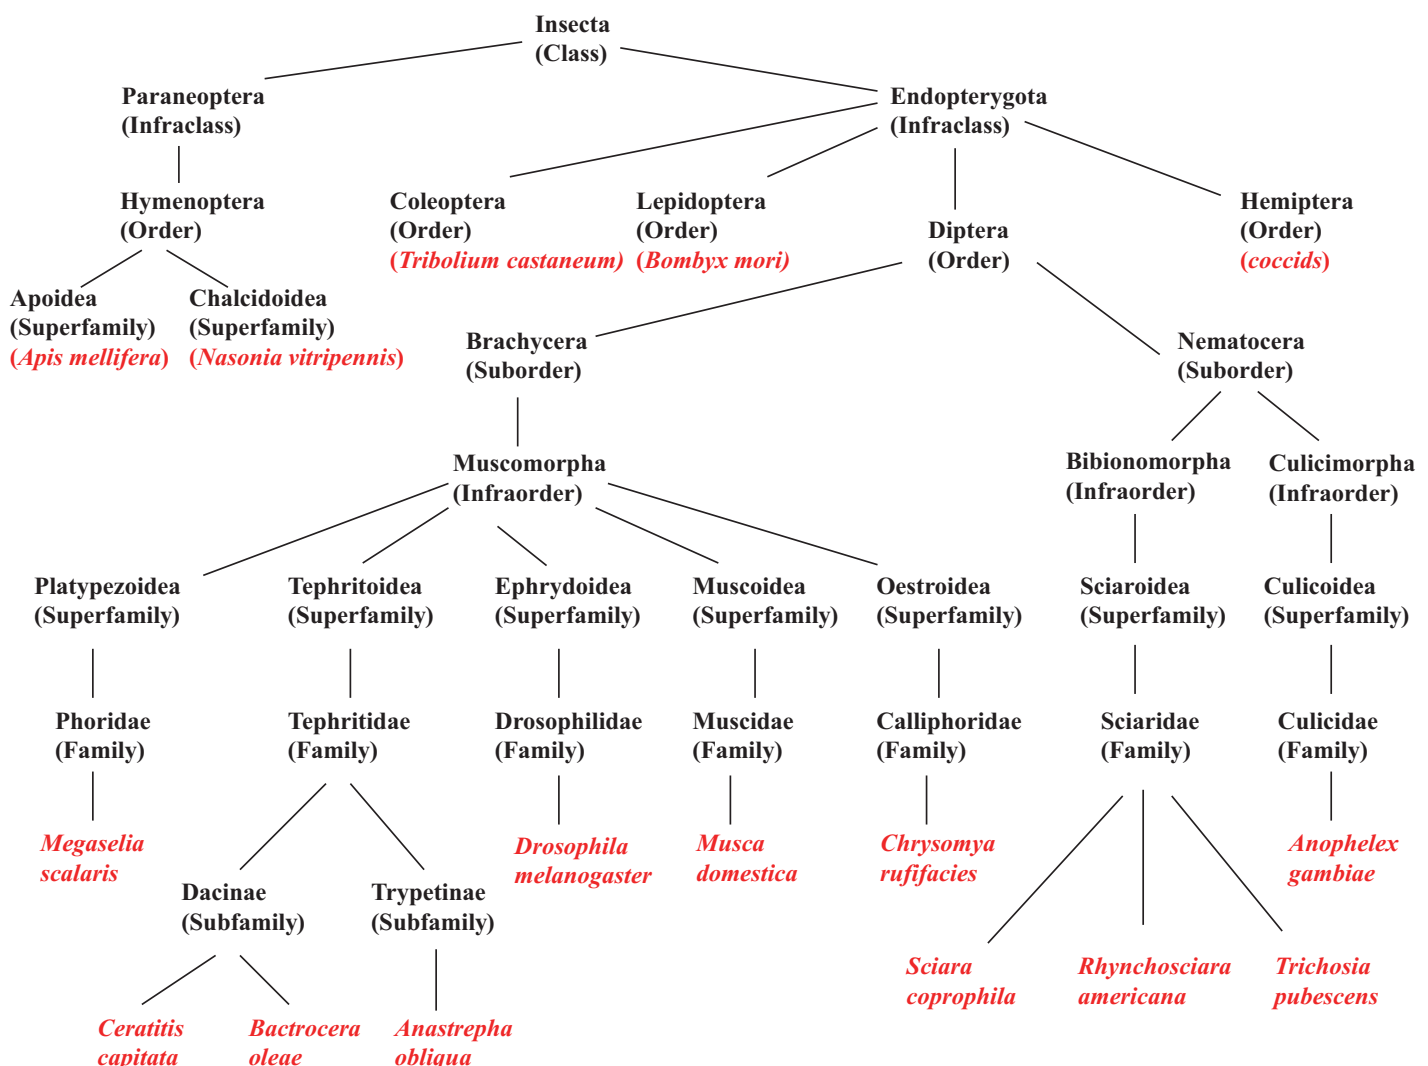 Insecta
(Class)
Paraneoptera
(Infraclass)
Endopterygota
(Infraclass)
Hymenoptera
(Order)
Coleoptera
(Order)
(Tribolium castaneum)
Lepidoptera
(Order)
(Bombyx mori)
Diptera
(Order)
Hemiptera
(Order)
(coccids)
Apoidea
(Superfamily)
(Apis mellifera)
Chalcidoidea
(Superfamily)
(Nasonia vitripennis)
Brachycera
(Suborder)
Nematocera
(Suborder)
Muscomorpha
(Infraorder)
Bibionomorpha
(Infraorder)
Culicimorpha
(Infraorder)
Platypezoidea
(Superfamily)
Tephritoidea
(Superfamily)
Ephrydoidea
(Superfamily)
Muscoidea
(Superfamily)
Oestroidea
(Superfamily)
Sciaroidea
(Superfamily)
Culicoidea
(Superfamily)
Phoridae
(Family)
Tephritidae
(Family)
Drosophilidae
(Family)
Muscidae
(Family)
Calliphoridae
(Family)
Sciaridae
(Family)
Culicidae
(Family)
Megaselia
scalaris
Drosophila
melanogaster
Musca
domestica
Chrysomya
rufifacies
Anophelex
gambiae
Dacinae
(Subfamily)
Trypetinae
(Subfamily)
Sciara
coprophila
Rhynchosciara
americana
Trichosia
pubescens
Ceratitis
capitata
Bactrocera
oleae
Anastrepha
obliqua